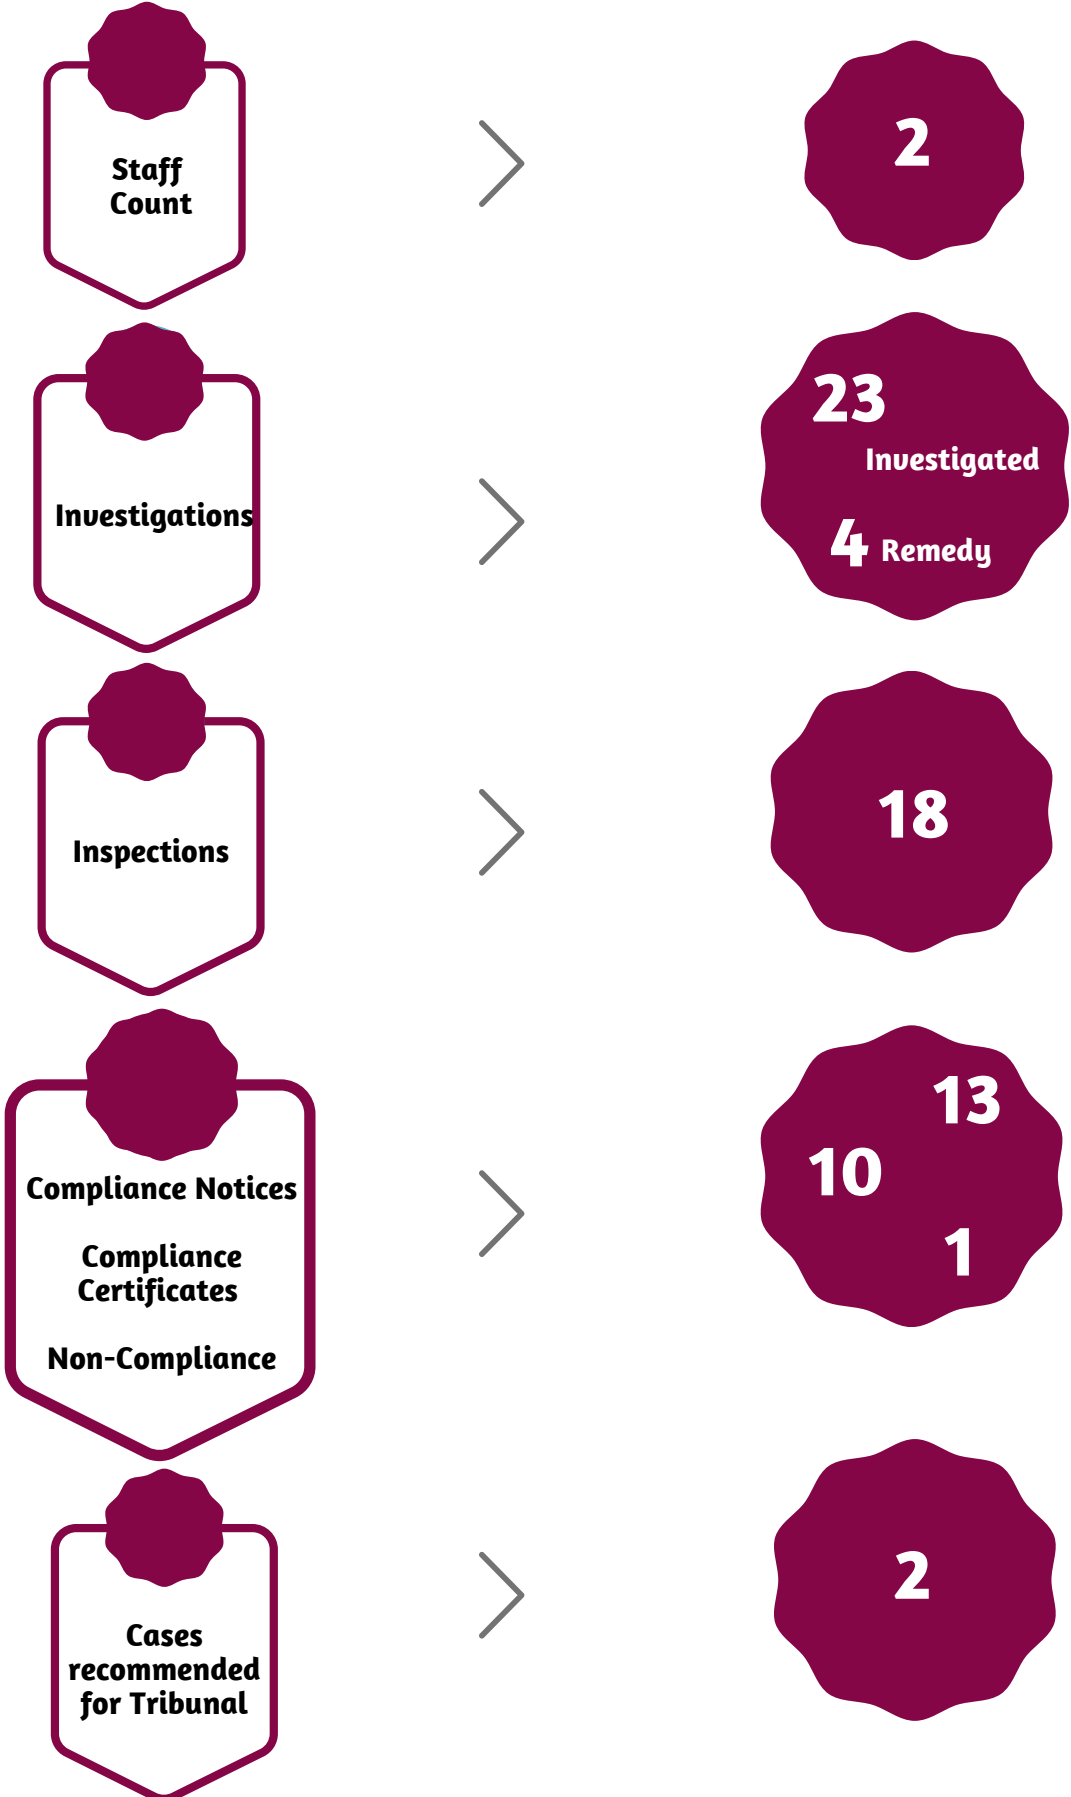 Staff
Count
2
Investigations
23
Investigated
4 Remedy
Inspections
18
Compliance Notices
Compliance
Certificates
Non-Compliance
13
10
1
Cases
recommended
for Tribunal
2